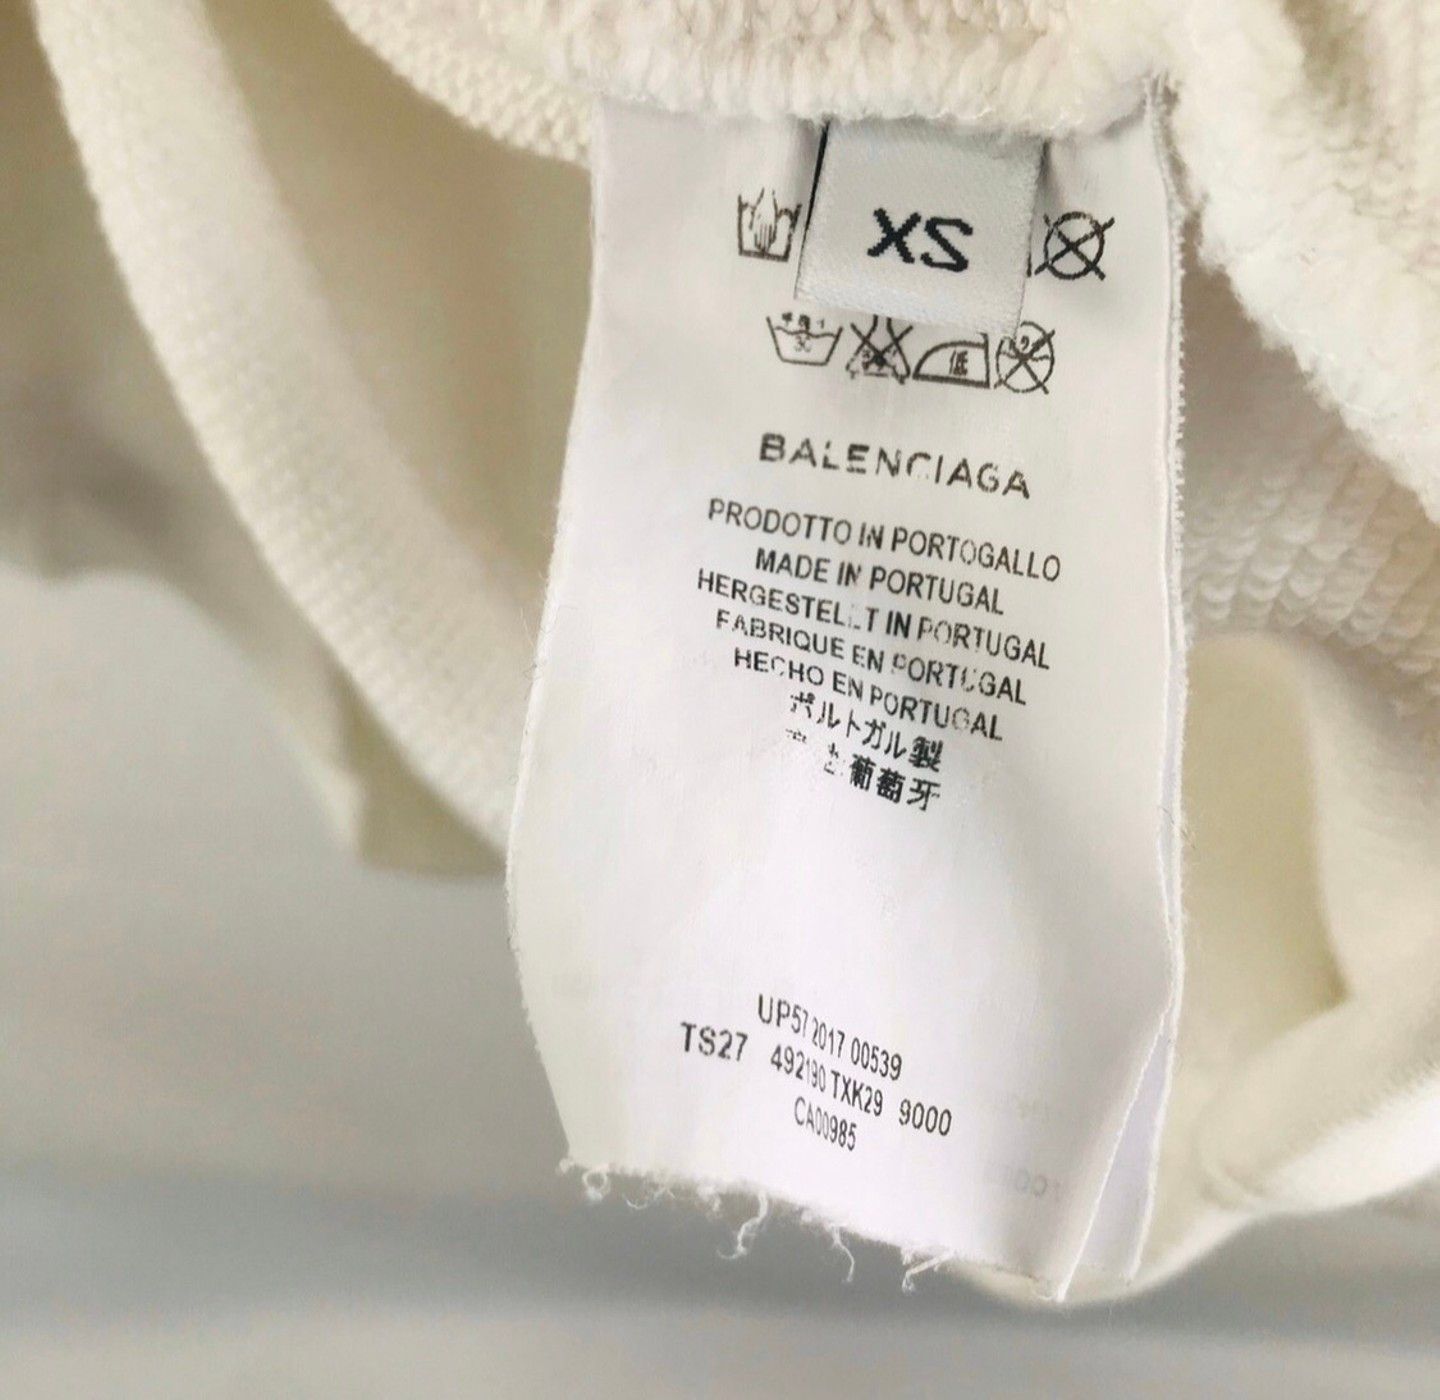 XS
低
BALENCIAGA
PRODOTTO IN PORTOGALLO
MADE IN PORTUGAL
HERGESTELLT IN PORTUGAL
FABRIQUE EN PORTUGAL
HECHO EN PORTUGAL
ポルトガル製
葡萄牙
UP57 2017 00539
TS27 492190 TXK29 9000
CA00985